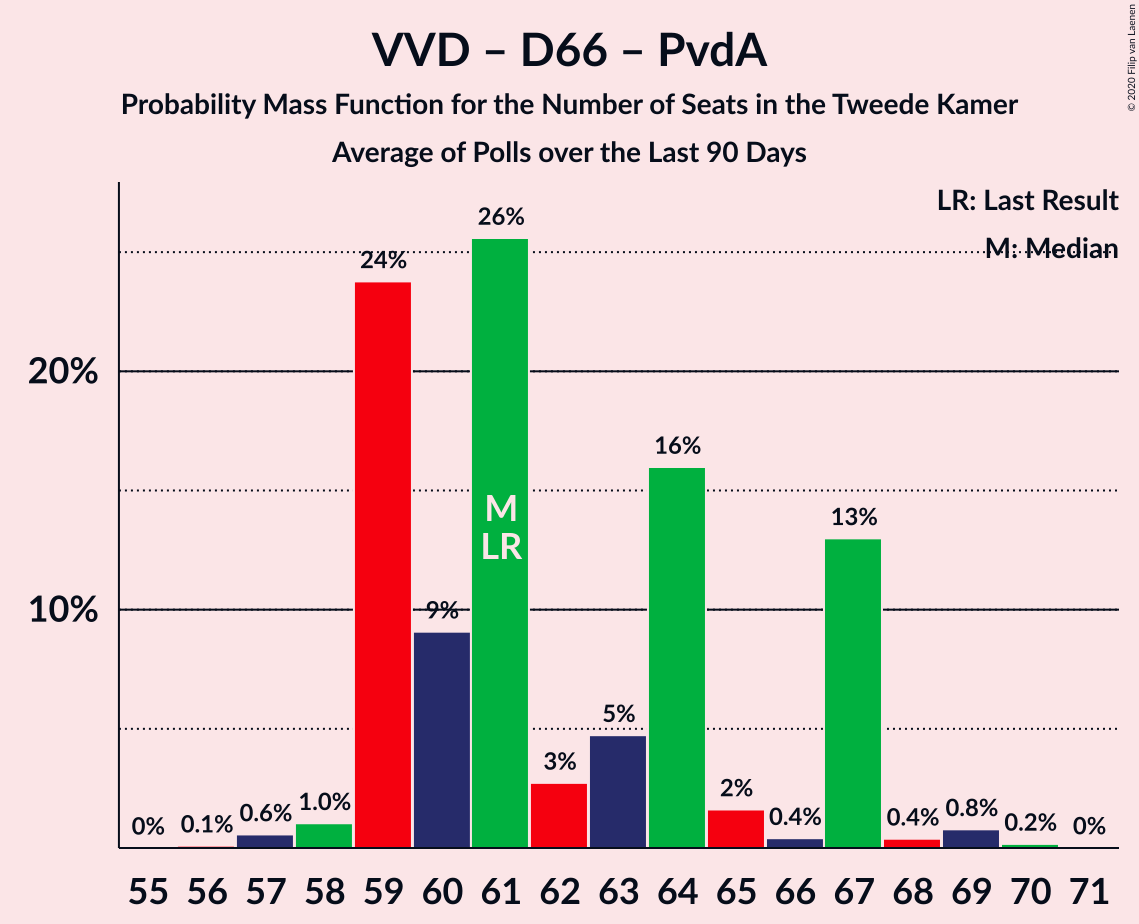 VVD – D66 – PvdA
Probability Mass Function for the Number of Seats in the Tweede Kamer
Average of Polls over the Last 90 Days
© 2020 Filip van Laenen
LR: Last Result
M: Median
20%
10%
0%
0.1%
0.6%
1.0%
24%
9%
26%
3%
5%
16%
2%
0.4%
13%
0.4%
0.8%
0.2%
0%
M
LR
55 56 57 58 59 60 61 62 63 64 65 66 67 68 69 70 71